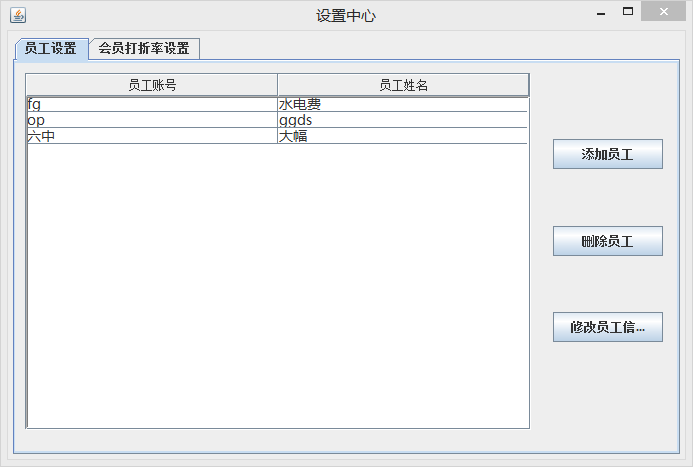 设置中心
员工设置 会员打折率设置
员工账号 员工姓名
fg 水电费
op ggds
六中 大幅
添加员工
删除员工
修改员工信...